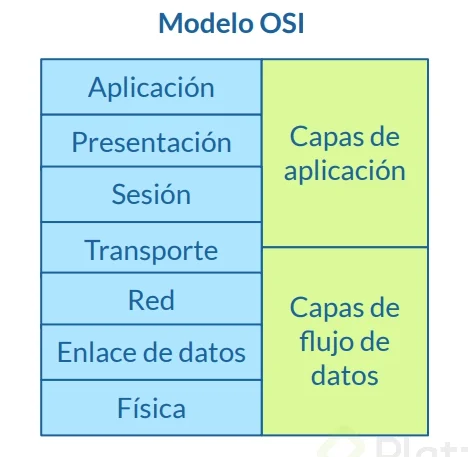 Modelo OSI
Aplicación
Presentación
Sesión
Transporte
Red
Enlace de datos
Física
Capas de
aplicación
Capas de
flujo de
datos